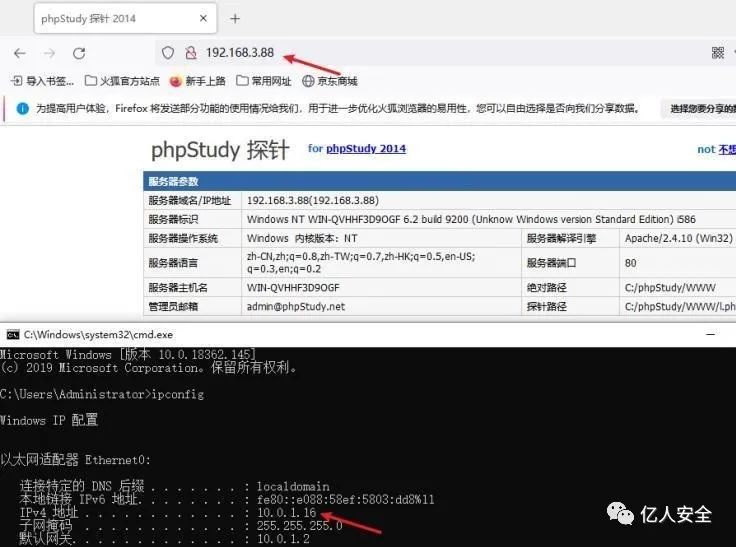 phpStudy 探针 2014
192.168.3.88
导入书签... 火狐官方站点 新手上路 常用网址 京东商城
为提高用户体验，Firefox 将发送部分功能的使用情况给我们，用于进一步优化火狐浏览器的易用性，您可以自由选择是否向我们分享数据。 选择您要分享的
phpStudy 探针 for phpStudy 2014 not 不想
服务器参数
服务器域名/IP地址 192.168.3.88(192.168.3.88)
服务器标识 Windows NT WIN-QVHHF3D9OGF 6.2 build 9200 (Unknow Windows version Standard Edition) i586
服务器操作系统 Windows 内核版本：NT 服务器解译引擎 Apache/2.4.10 (Win32)
服务器语言 zh-CN,zh;q=0.8,zh-TW;q=0.7,zh-HK;q=0.5,en-US;
q=0.3,en;q=0.2 服务器端口 80
服务器主机名 WIN-QVHHF3D9OGF 绝对路径 C:/phpStudy/WWW
管理员邮箱 admin@phpStudy.net 探针路径 C:/phpStudy/WWW/l.ph
C:\Windows\system32\cmd.exe
Microsoft Windows [版本 10.0.18362.145]
(c) 2019 Microsoft Corporation。保留所有权利。
C:\Users\Administrator>ipconfig
Windows IP 配置
以太网适配器 Ethernet0:
连接特定的 DNS 后缀 . . . . . . . : localdomain
本地链接 IPv6 地址. . . . . . . . : fe80::e088:58ef:5803:dd8%11
IPv4 地址 . . . . . . . . . . . . : 10.0.1.16
子网掩码 . . . . . . . . . . . . : 255.255.255.0
默认网关. . . . . . . . . . . . . : 10.0.1.2
亿人安全